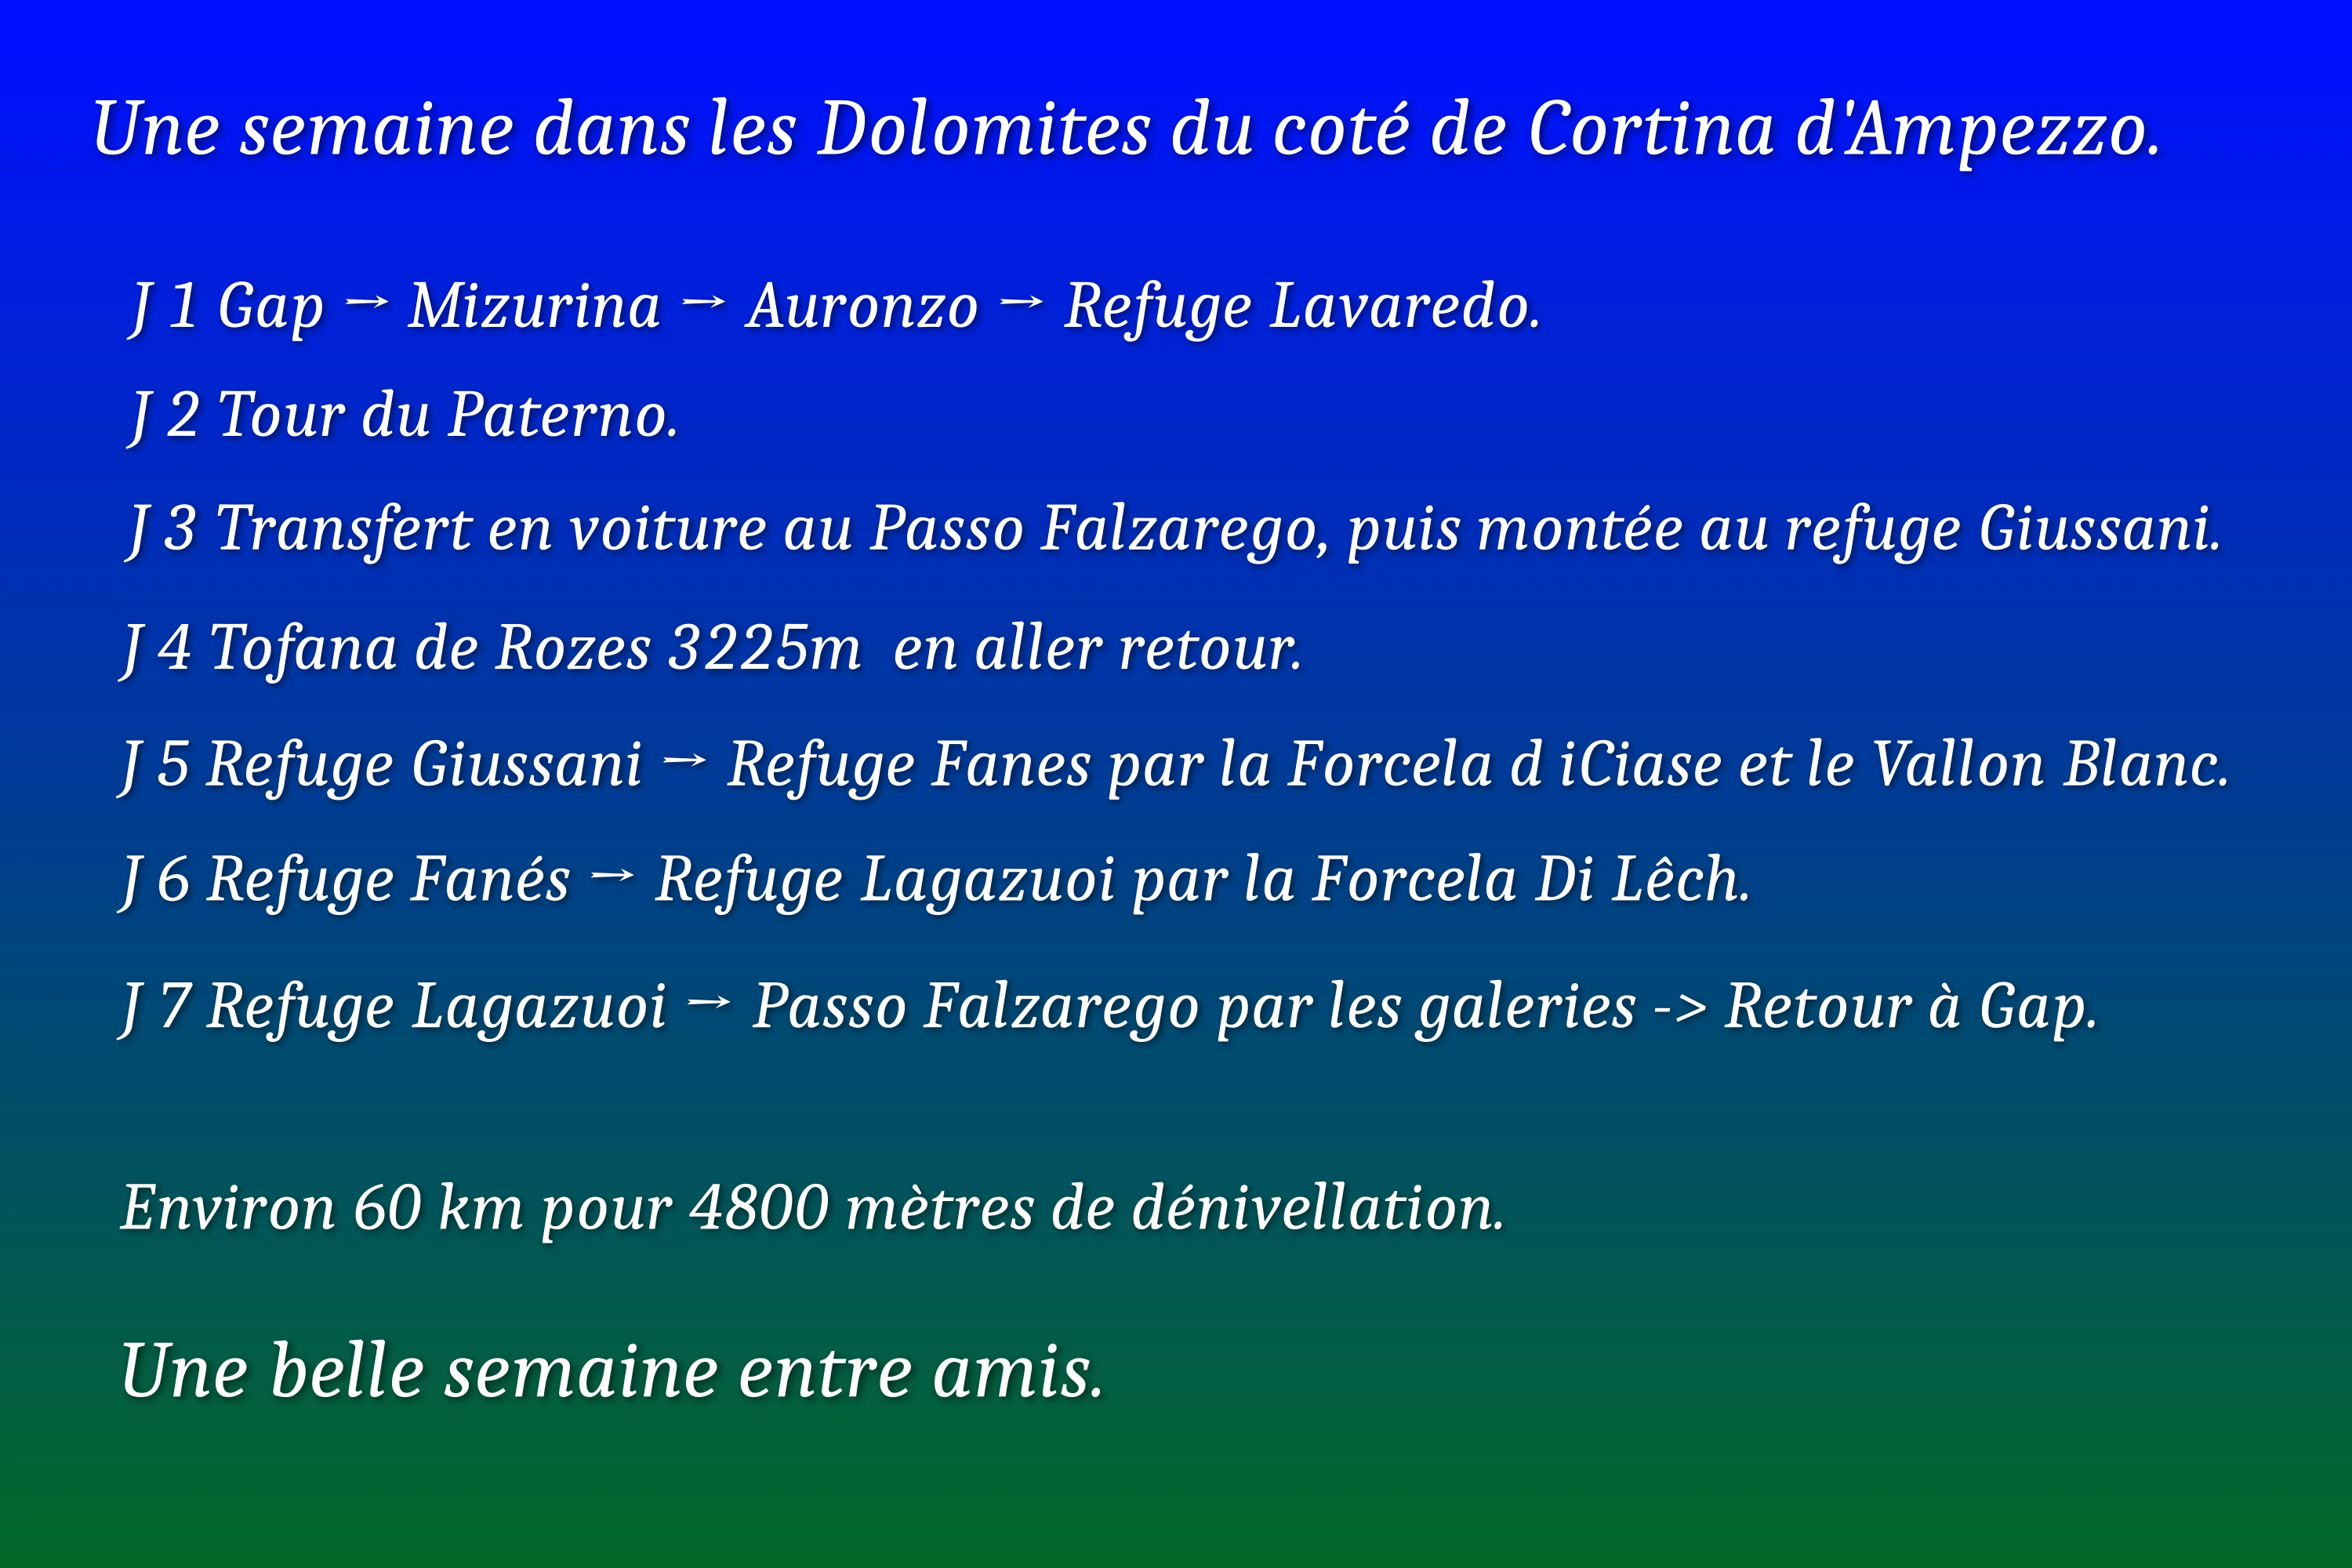 Une semaine dans les Dolomites du coté de Cortina d'Ampezzo.
J 1 Gap → Mizurina → Auronzo → Refuge Lavaredo.
J 2 Tour du Paterno.
J 3 Transfert en voiture au Passo Falzarego, puis montée au refuge Giussani.
J 4 Tofana de Rozes 3225m  en aller retour.
J 5 Refuge Giussani → Refuge Fanes par la Forcela d iCiase et le Vallon Blanc.
J 6 Refuge Fanés → Refuge Lagazuoi par la Forcela Di Lêch.
J 7 Refuge Lagazuoi → Passo Falzarego par les galeries -> Retour à Gap.
Environ 60 km pour 4800 mètres de dénivellation.
Une belle semaine entre amis.